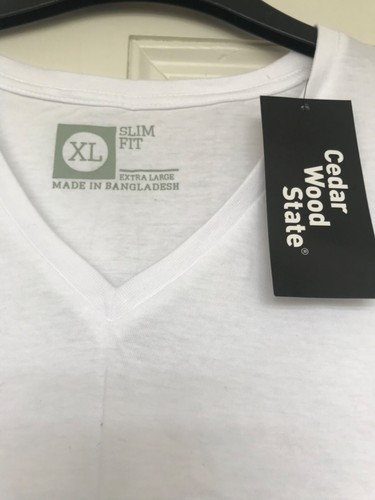 XL
SLIM
FIT
EXTRA LARGE
MADE IN BANGLADESH
Cedar
Wood
State®